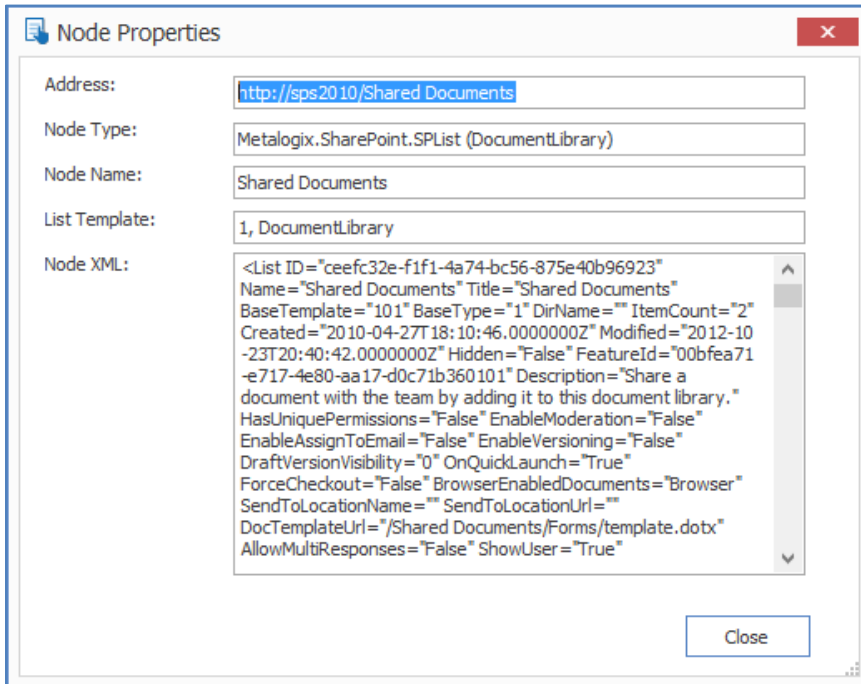 Node Properties
Address:
http://sps2010/Shared Documents
Node Type:
Metalogix.SharePoint.SPList (DocumentLibrary)
Node Name:
Shared Documents
List Template:
1, DocumentLibrary
Node XML:
<List ID="ceefc32e-f1f1-4a74-bc56-875e40b96923"
Name="Shared Documents" Title="Shared Documents"
BaseTemplate="101" BaseType="1" DirName="" ItemCount="2"
Created="2010-04-27T18:10:46.0000000Z" Modified="2012-10
-23T20:40:42.0000000Z" Hidden="False" FeatureId="00bfea71
-e717-4e80-aa17-d0c71b360101" Description="Share a
document with the team by adding it to this document library."
HasUniquePermissions="False" EnableModeration="False"
EnableAssignToEmail="False" EnableVersioning="False"
DraftVersionVisibility="0" OnQuickLaunch="True"
ForceCheckout="False" BrowserEnabledDocuments="Browser"
SendToLocationName="" SendToLocationUrl=""
DocTemplateUrl="/Shared Documents/Forms/template.dotx"
AllowMultiResponses="False" ShowUser="True"
Close